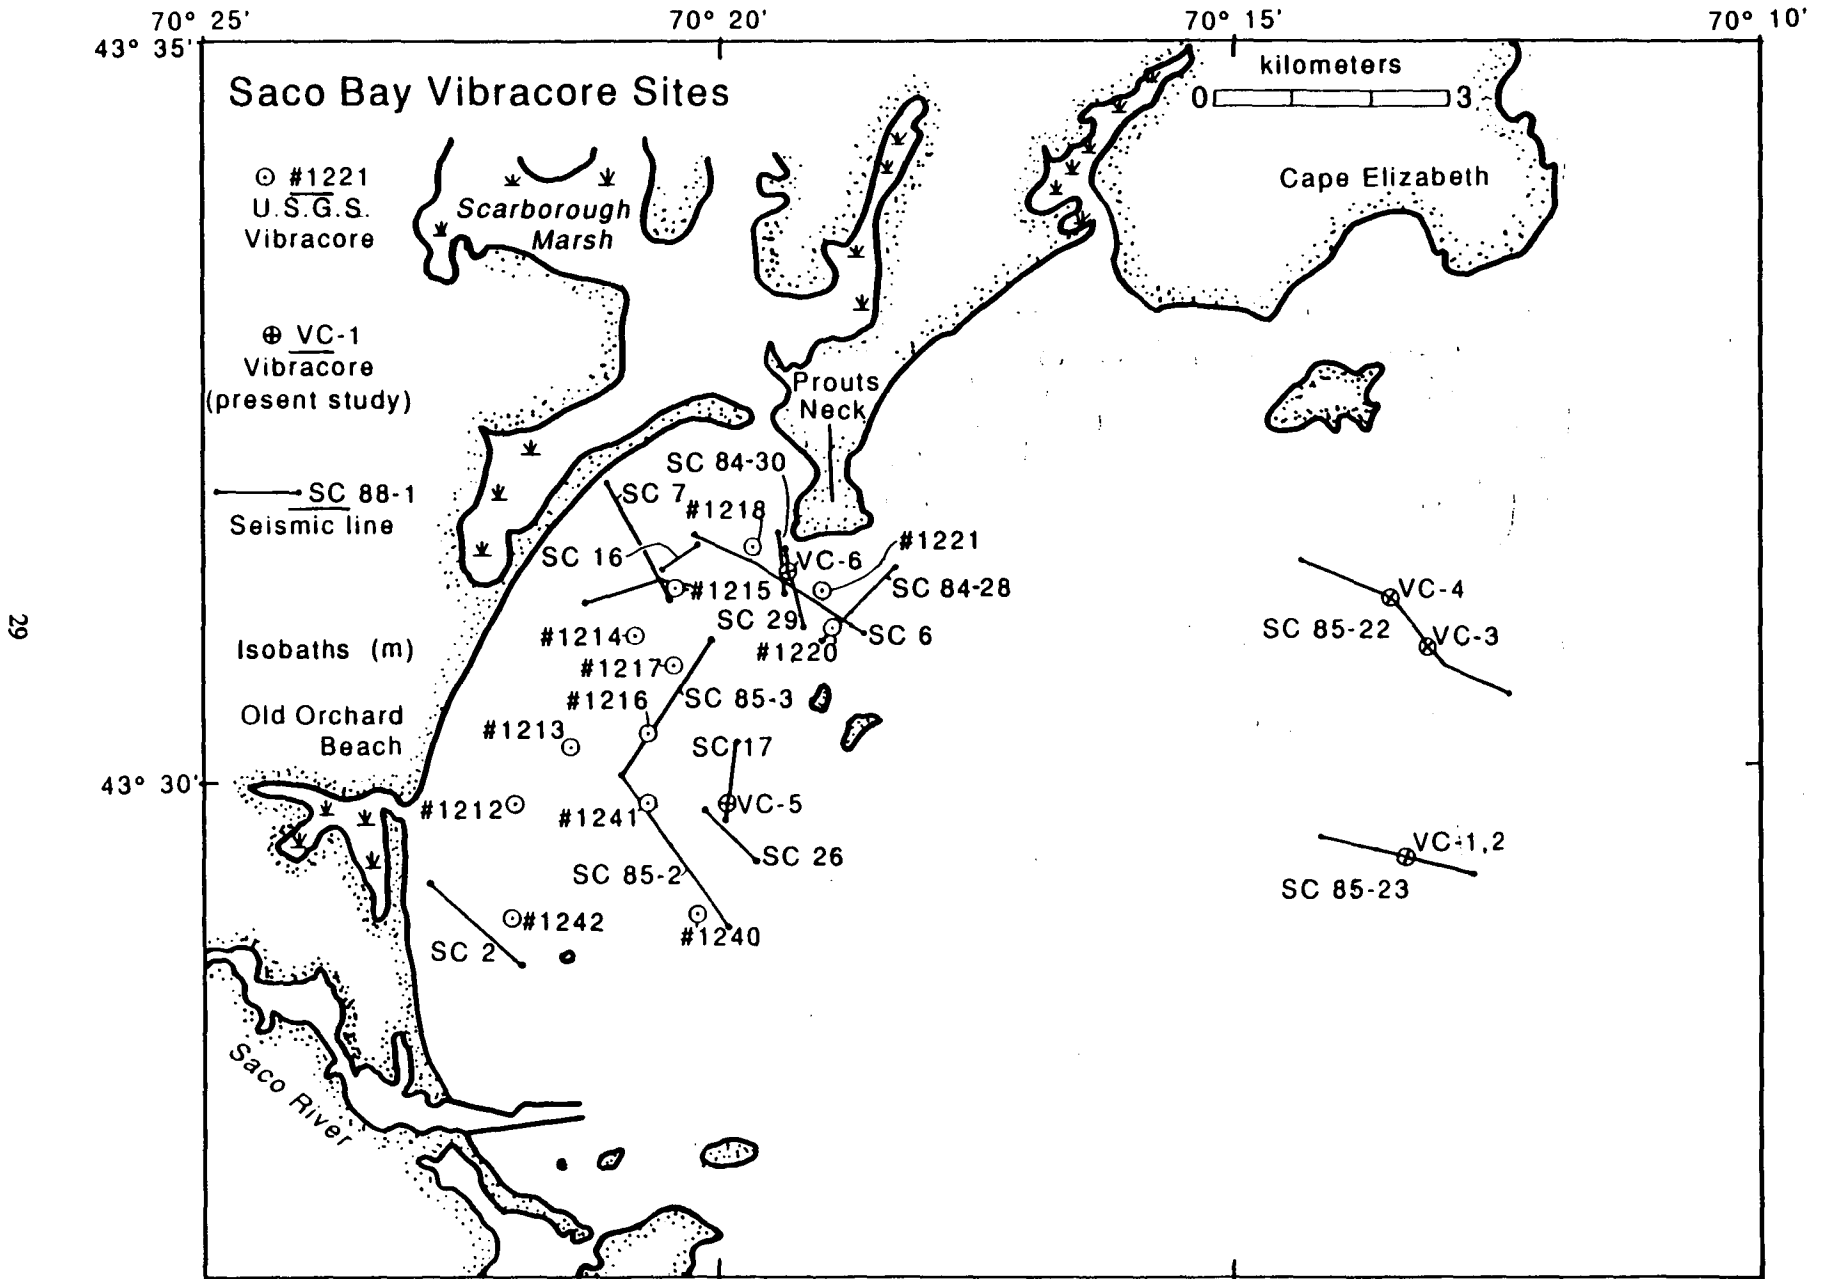 70° 25'
70° 20'
70° 15'
70° 10'
43° 35'
Saco Bay Vibracore Sites
kilometers
0
3
Cape Elizabeth
#1221
U.S.G.S.
Vibracore
Scarborough
Marsh
VC-1
Vibracore
(present study)
Prouts
Neck
SC 84-30
SC 88-1
Seismic line
SC 7
#1218
SC 16
VC-6
#1221
#1215
SC 84-28
VC-4
SC 29
SC 6
SC 85-22
VC-3
#1214
#1220
#1217
Isobaths (m)
#1216
SC 85-3
Old Orchard
Beach
#1213
SC 17
43° 30'
#1212
#1241
VC-5
VC-1,2
SC 26
SC 85-2
SC 85-23
#1242
#1240
SC 2
Saco River
29